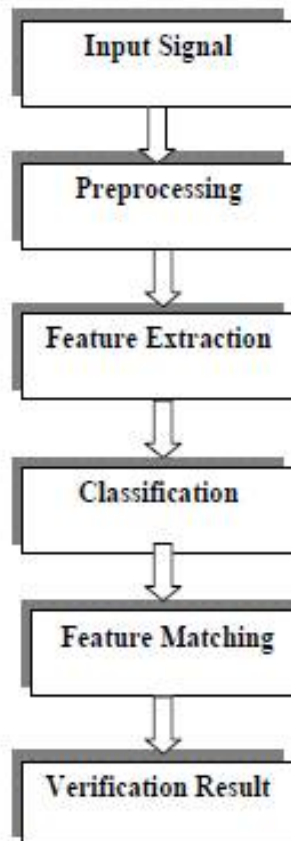 Input Signal
Preprocessing
Feature Extraction
Classification
Feature Matching
Verification Result